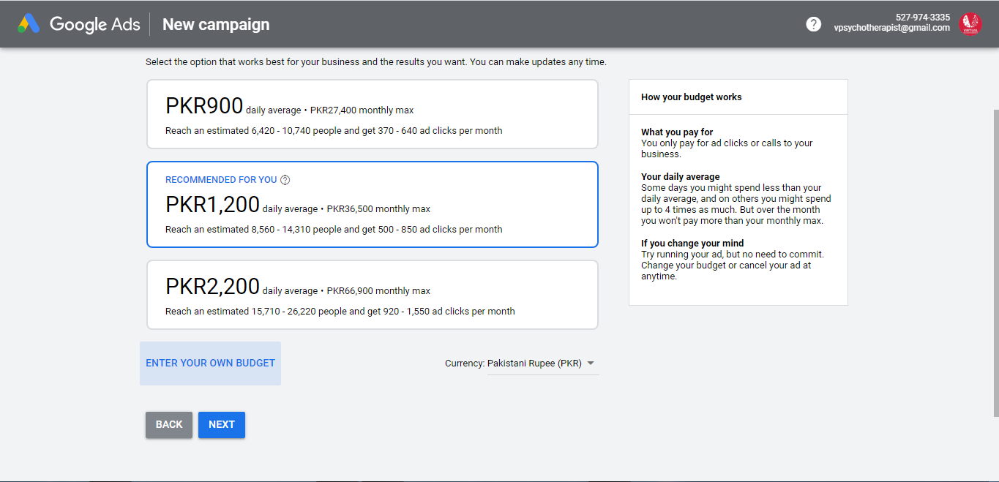 Google Ads New campaign
527-974-3335
vpsychotherapist@gmail.com
VIRTUAL
Select the option that works best for your business and the results you want. You can make updates any time.
PKR900 daily average • PKR27,400 monthly max
Reach an estimated 6,420 - 10,740 people and get 370 - 640 ad clicks per month
RECOMMENDED FOR YOU
PKR1,200 daily average • PKR36,500 monthly max
Reach an estimated 8,560 - 14,310 people and get 500 - 850 ad clicks per month
PKR2,200 daily average • PKR66,900 monthly max
Reach an estimated 15,710 - 26,220 people and get 920 - 1,550 ad clicks per month
ENTER YOUR OWN BUDGET
Currency: Pakistani Rupee (PKR)
BACK NEXT
How your budget works
What you pay for
You only pay for ad clicks or calls to your
business.
Your daily average
Some days you might spend less than your
daily average, and on others you might spend
up to 4 times as much. But over the month
you won't pay more than your monthly max.
If you change your mind
Try running your ad, but no need to commit.
Change your budget or cancel your ad at
anytime.